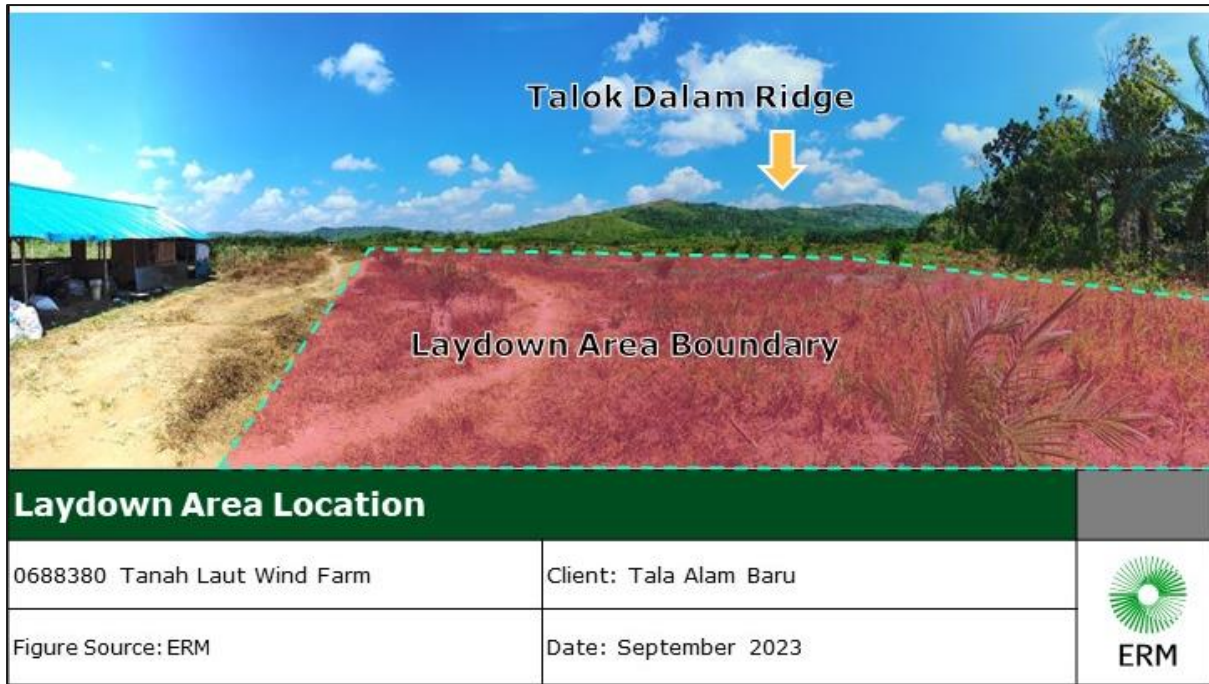 Talok Dalam Ridge
Laydown Area Boundary
Laydown Area Location
0688380 Tanah Laut Wind Farm
Client: Tala Alam Baru
Figure Source: ERM
Date: September 2023
ERM